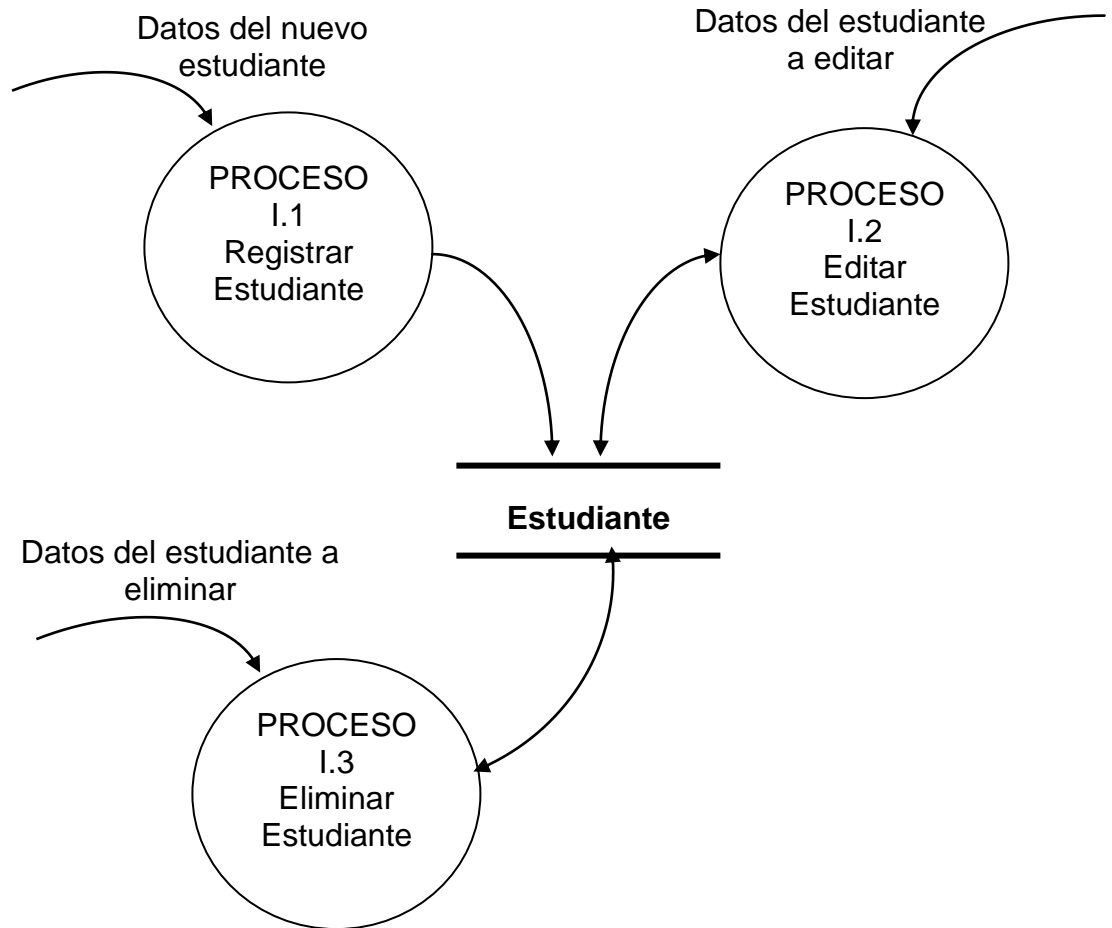 Datos del nuevo
estudiante
Datos del estudiante
a editar
PROCESO
I.1
Registrar
Estudiante
PROCESO
I.2
Editar
Estudiante
Estudiante
Datos del estudiante a
eliminar
PROCESO
I.3
Eliminar
Estudiante